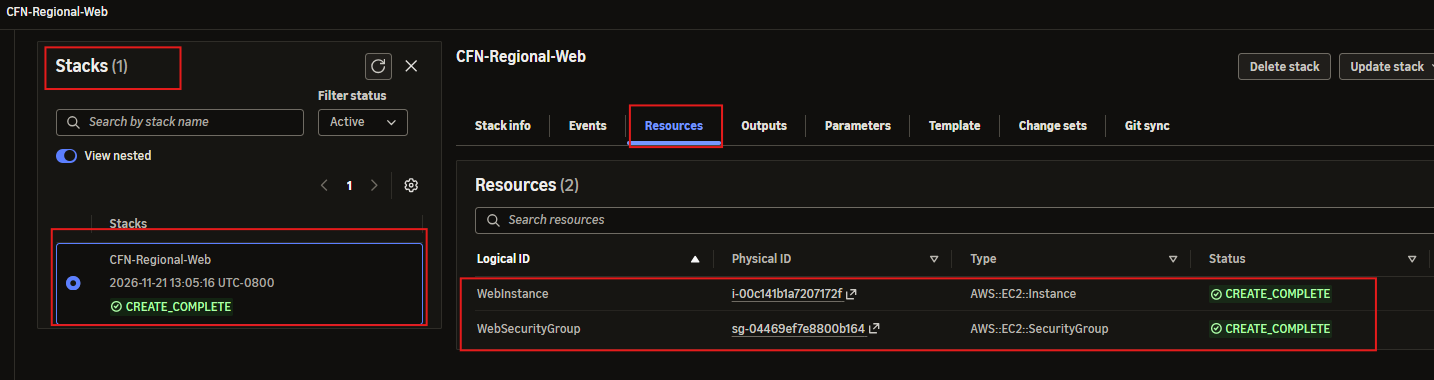 CFN-Regional-Web
Stacks (1)
Filter status
Search by stack name
Active
View nested
1
Stacks
CFN-Regional-Web
2026-11-21 13:05:16 UTC-0800
CREATE_COMPLETE
CFN-Regional-Web
Delete stack
Update stack
Stack info
Events
Resources
Outputs
Parameters
Template
Change sets
Git sync
Resources (2)
Search resources
Logical ID Physical ID Type Status
WebInstance i-00c141b1a7207172f AWS::EC2::Instance CREATE_COMPLETE
WebSecurityGroup sg-04469ef7e8800b164 AWS::EC2::SecurityGroup CREATE_COMPLETE